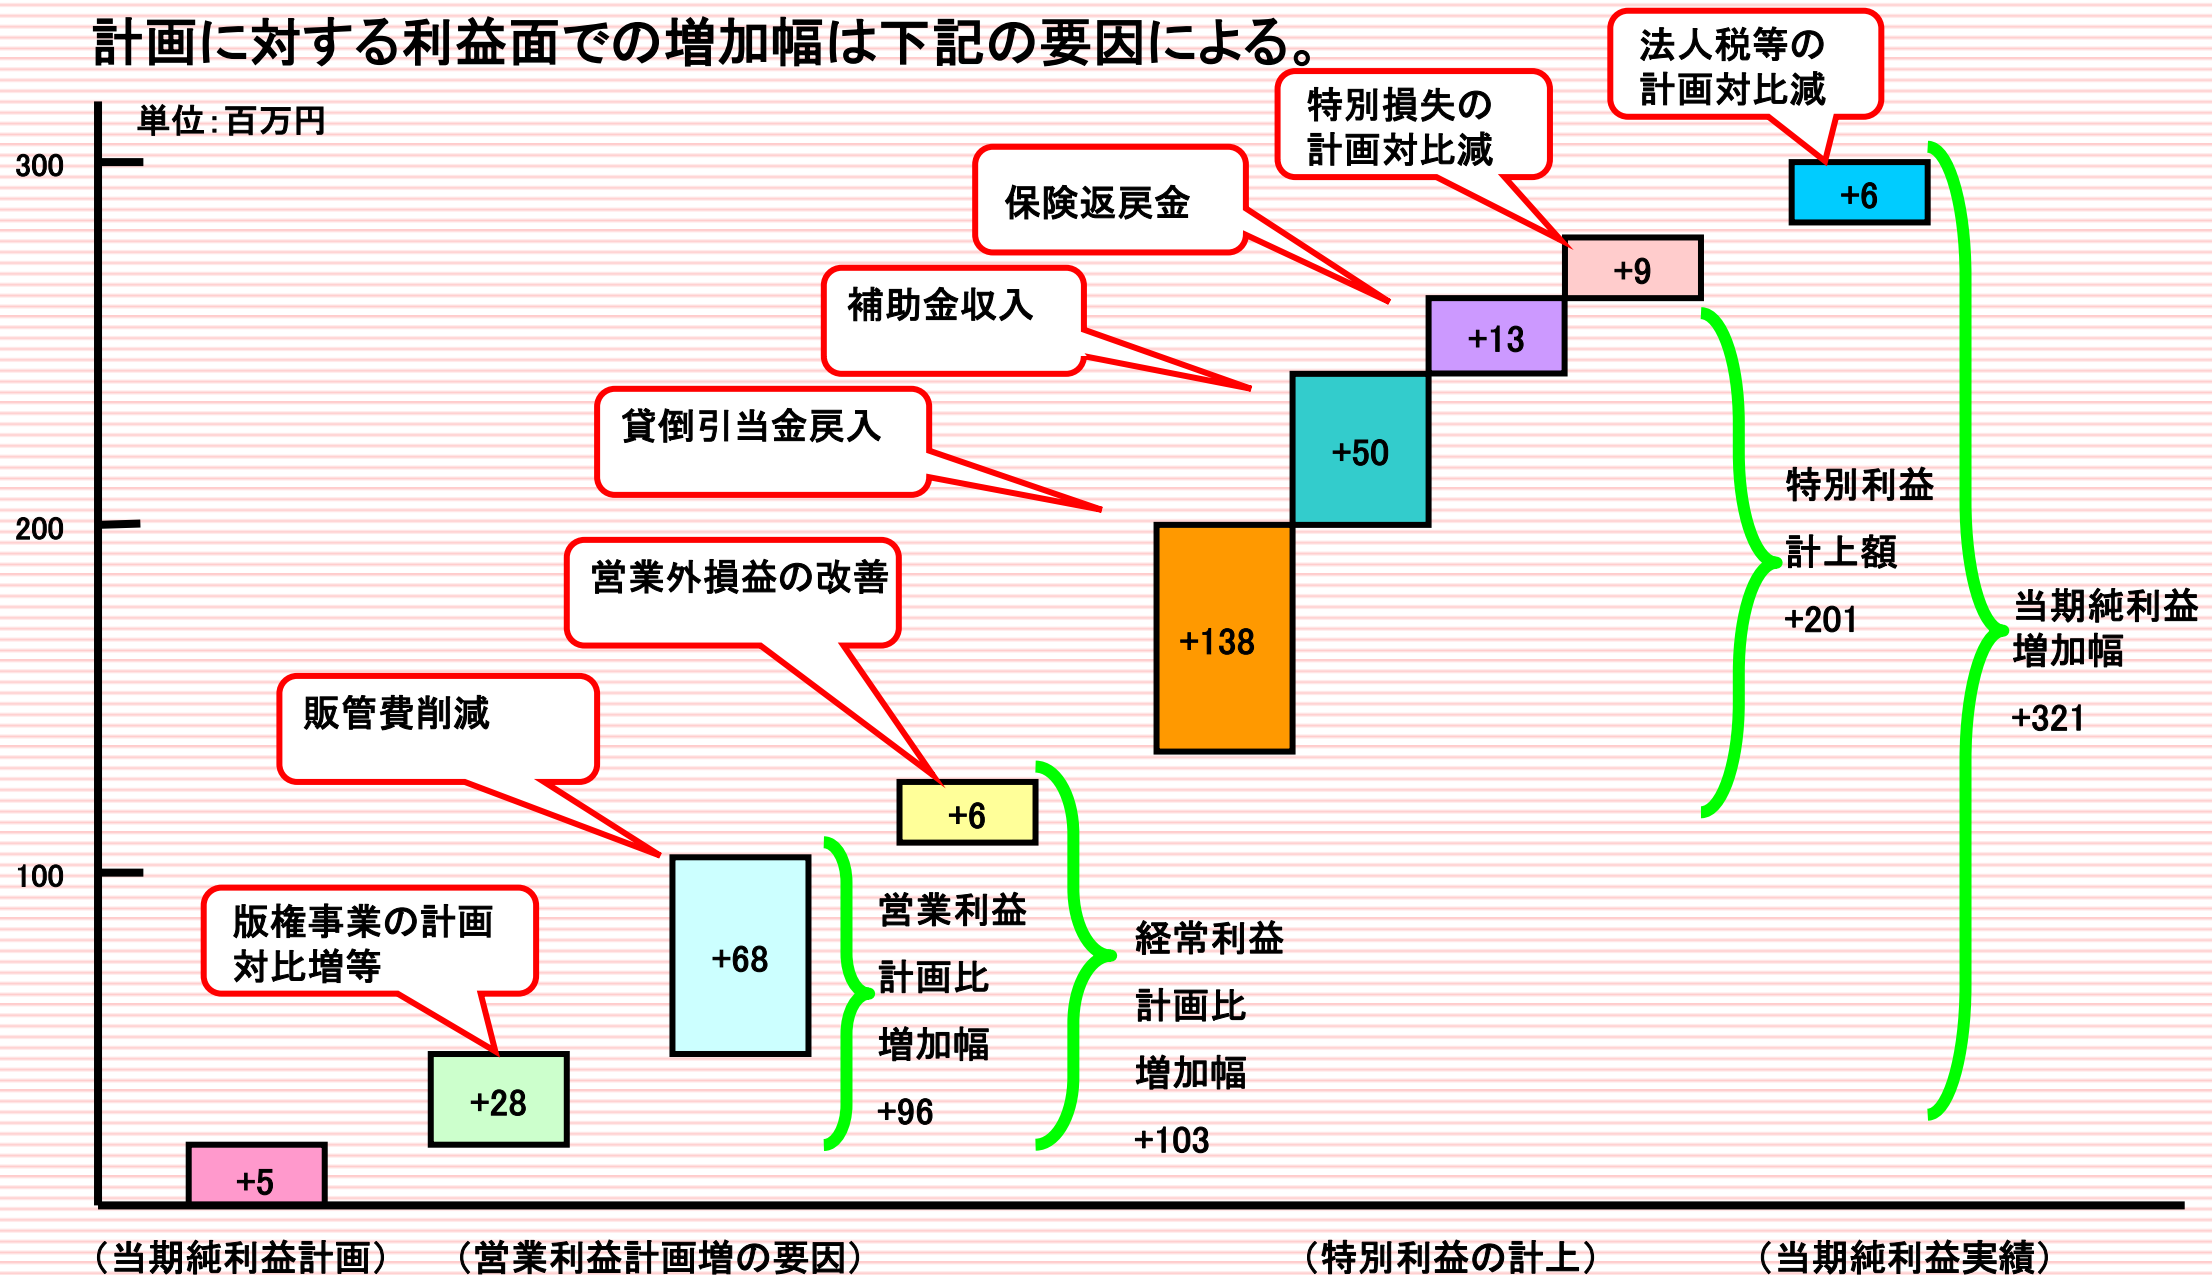 計画に対する利益面での増加幅は下記の要因による。
法人税等の
計画対比減
単位：百万円
特別損失の
計画対比減
300
+6
保険返戻金
+9
補助金収入
+13
貸倒引当金戻入
+50
特別利益
計上額
+201
200
営業外損益の改善
+138
当期純利益
増加幅
+321
販管費削減
+6
100
版権事業の計画
対比増等
+68
営業利益
計画比
増加幅
+96
経常利益
計画比
増加幅
+103
+28
+5
（当期純利益計画）
（営業利益計画増の要因）
（特別利益の計上）
（当期純利益実績）